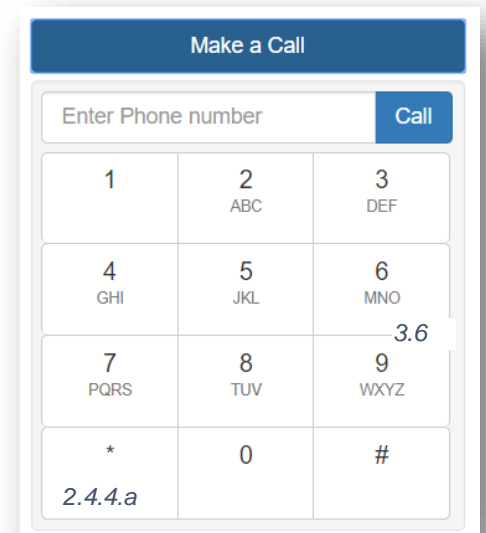 Make a Call
Enter Phone number Call
1 2 3
ABC DEF
4 5 6
GHI JKL MNO
3.6
7 8 9
PQRS TUV WXYZ
* 0 #
2.4.4.a